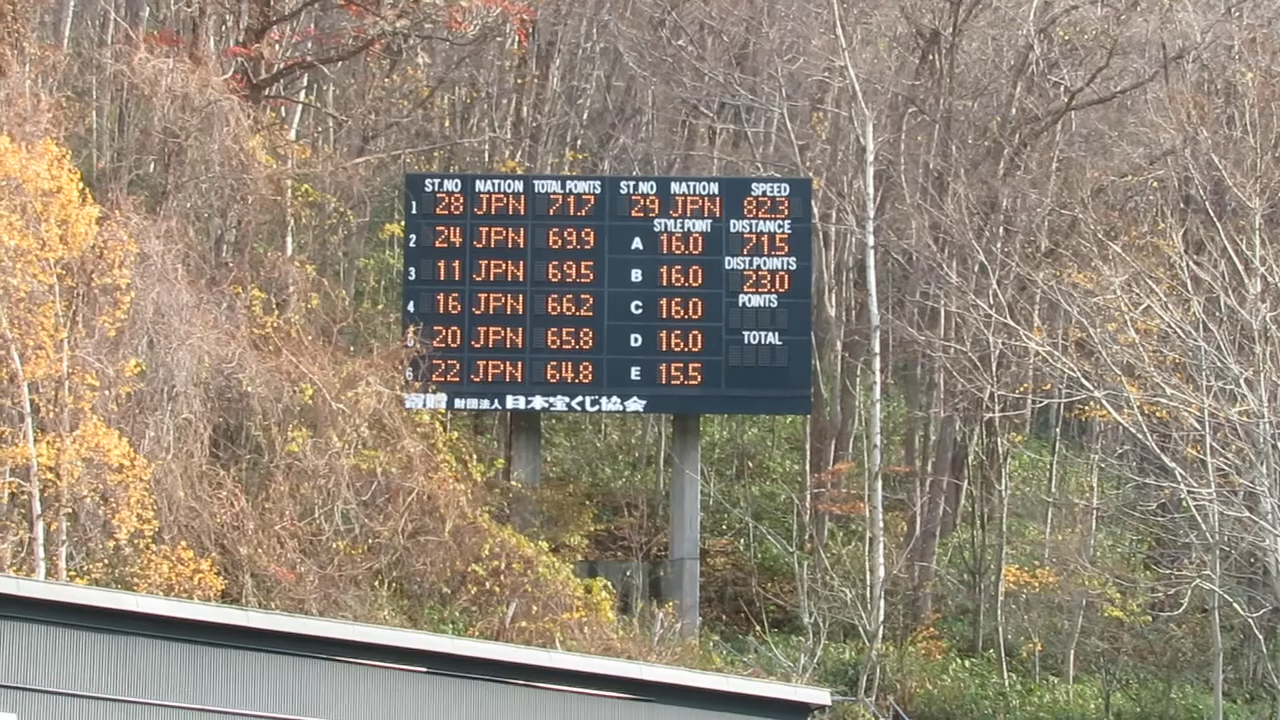 ST.NO NATION TOTAL POINTS ST.NO NATION SPEED
1 28 JPN 71.7 29 JPN 82.3
STYLE POINT DISTANCE
2 24 JPN 69.9 A 16.0 71.5
DIST.POINTS
3 11 JPN 69.5 B 16.0 23.0
POINTS
4 16 JPN 66.2 C 16.0
TOTAL
5 20 JPN 65.8 D 16.0
6 22 JPN 64.8 E 15.5
寄贈 財団法人 日本宝くじ協会